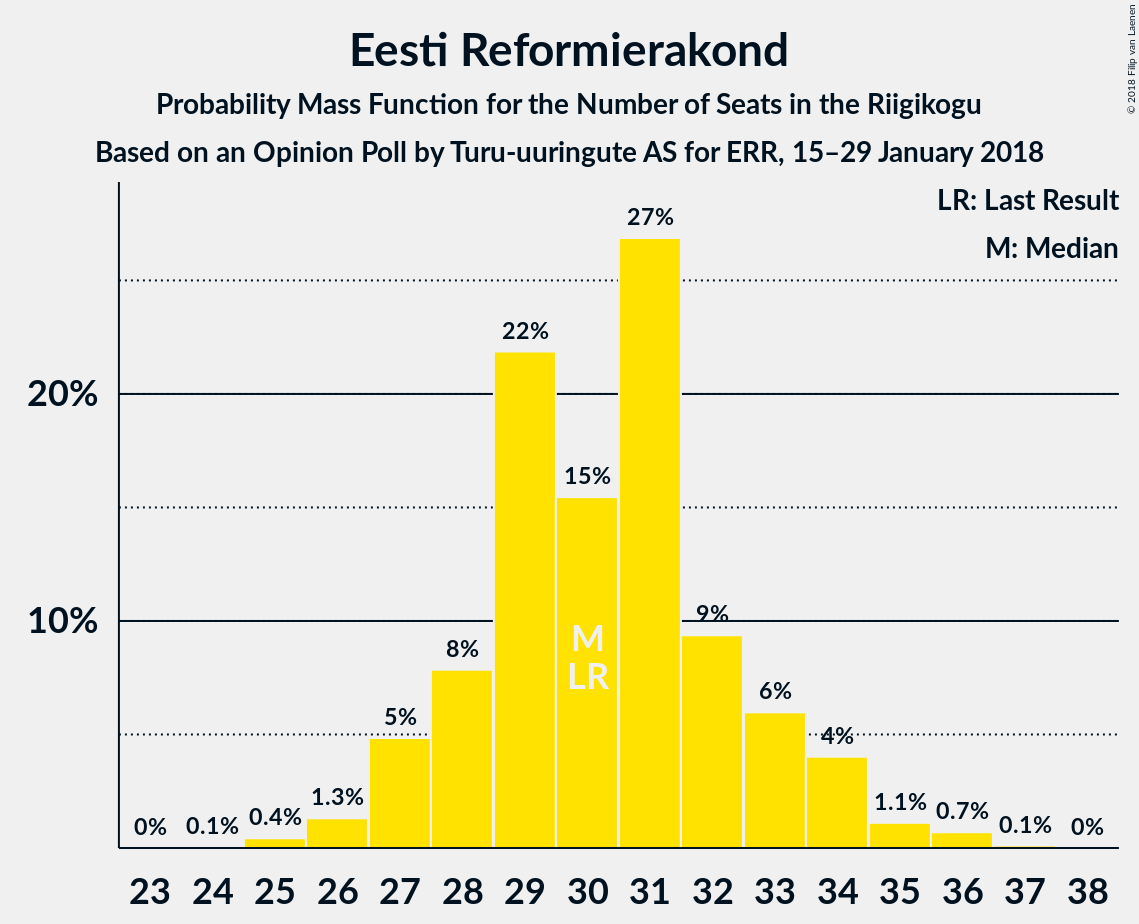 Eesti Reformierakond
Probability Mass Function for the Number of Seats in the Riigikogu
Based on an Opinion Poll by Turu-uuringute AS for ERR, 15–29 January 2018
© 2018 Filip van Laenen
LR: Last Result
M: Median
20%
10%
0%
0.1%
0.4%
1.3%
5%
8%
22%
15%
27%
9%
6%
4%
1.1%
0.7%
0.1%
0%
M
LR
23 24 25 26 27 28 29 30 31 32 33 34 35 36 37 38